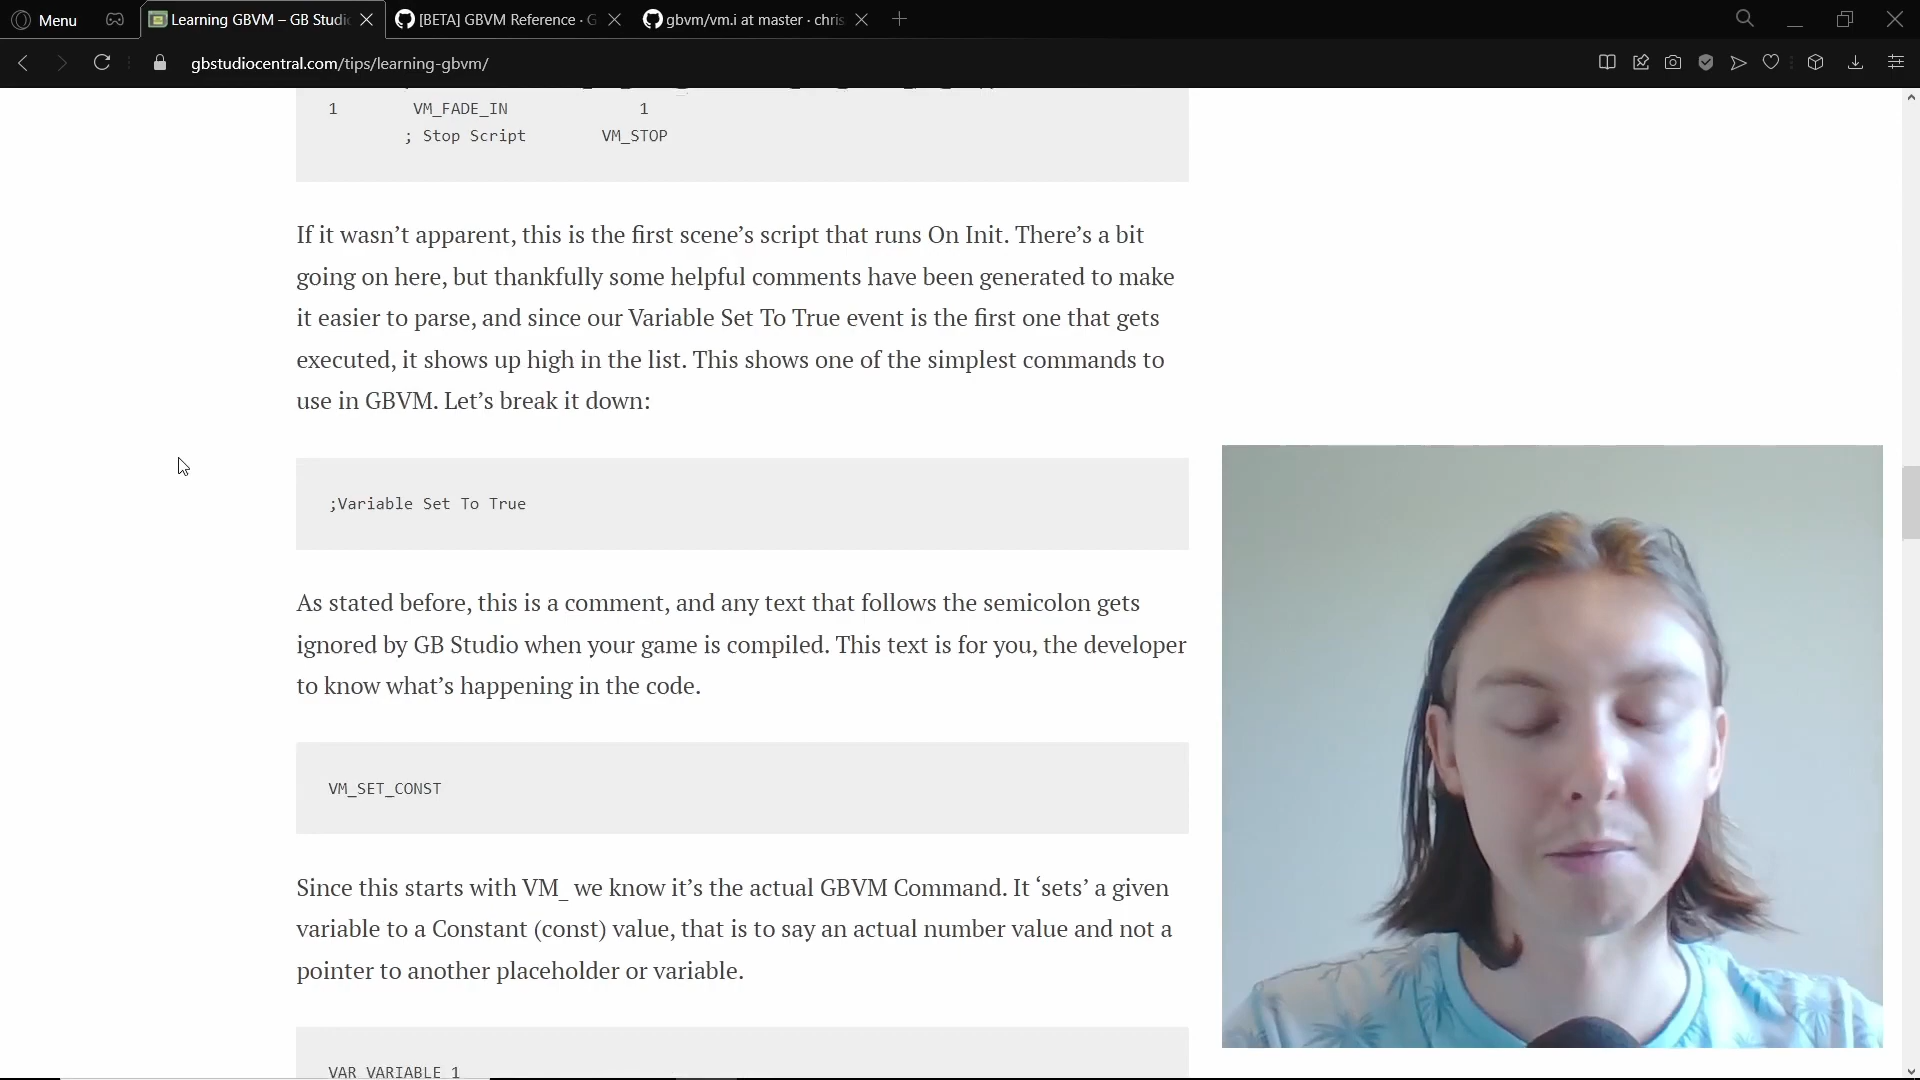 Menu
Learning GBVM – GB Studi
[BETA] GBVM Reference · G
gbvm/vm.i at master · chris
gbstudiocentral.com/tips/learning-gbvm/
1 VM_FADE_IN 1
; Stop Script VM_STOP
If it wasn’t apparent, this is the first scene’s script that runs On Init. There’s a bit
going on here, but thankfully some helpful comments have been generated to make
it easier to parse, and since our Variable Set To True event is the first one that gets
executed, it shows up high in the list. This shows one of the simplest commands to
use in GBVM. Let’s break it down:
;Variable Set To True
As stated before, this is a comment, and any text that follows the semicolon gets
ignored by GB Studio when your game is compiled. This text is for you, the developer
to know what’s happening in the code.
VM_SET_CONST
Since this starts with VM_ we know it’s the actual GBVM Command. It ‘sets’ a given
variable to a Constant (const) value, that is to say an actual number value and not a
pointer to another placeholder or variable.
VAR_VARIABLE_1